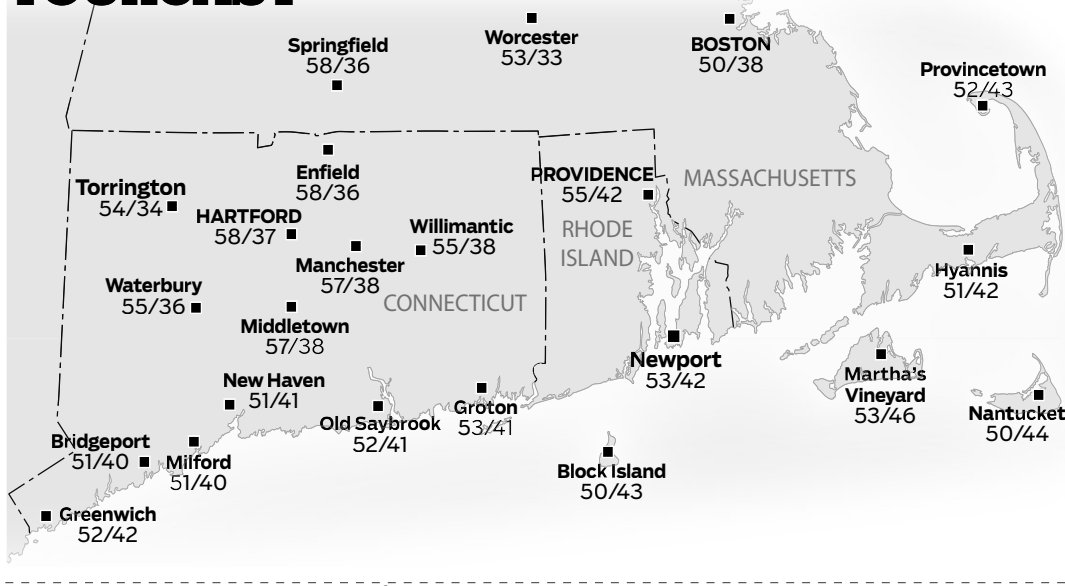 Springfield
58/36
Worcester
53/33
BOSTON
50/38
Provincetown
52/43
Enfield
58/36
Torrington
54/34
HARTFORD
58/37
PROVIDENCE
55/42
MASSACHUSETTS
Willimantic
55/38
RHODE
ISLAND
Manchester
57/38
Hyannis
51/42
Waterbury
55/36
CONNECTICUT
Middletown
57/38
Newport
53/42
Martha's
Vineyard
53/46
New Haven
51/41
Old Saybrook
52/41
Groton
53/41
Nantucket
50/44
Bridgeport
51/40
Milford
51/40
Block Island
50/43
Greenwich
52/42